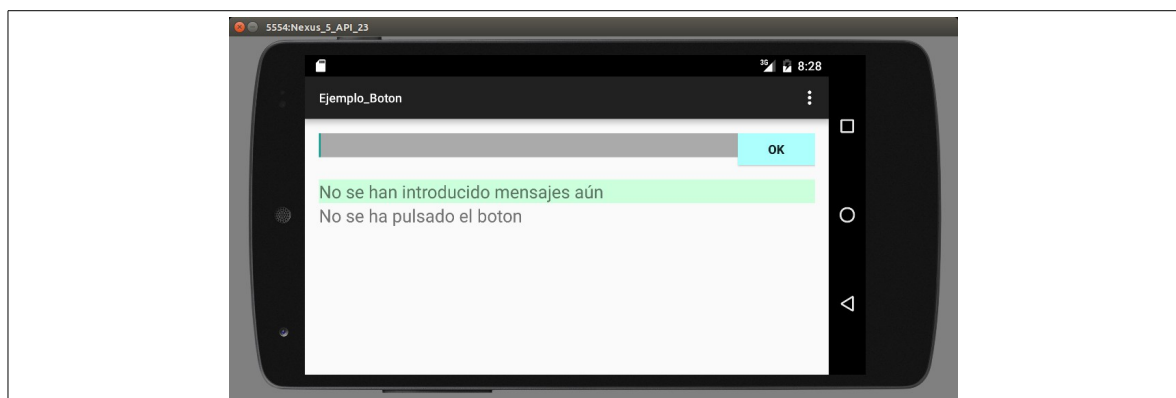 5554:Nexus_5_API_23
3G 8:28
Ejemplo_Boton
OK
No se han introducido mensajes aún
No se ha pulsado el boton